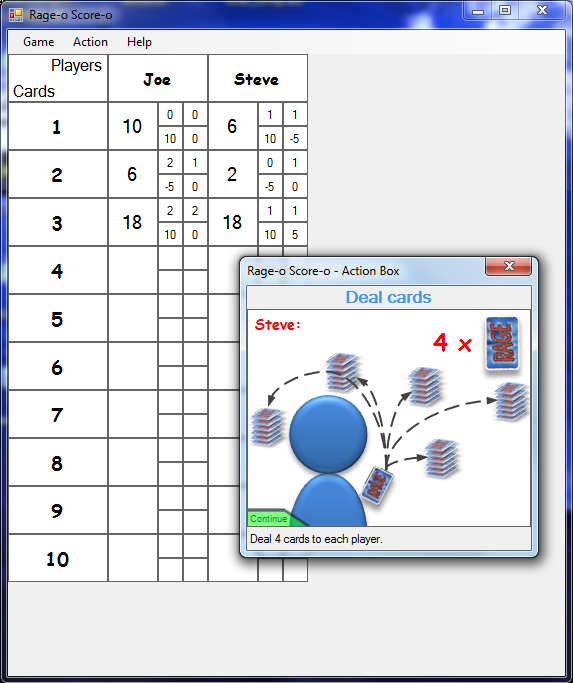 Rage-o Score-o
Game Action Help
Players
Cards
Joe Steve
1 10 0 0 10 0 6 1 1 10 -5
2 6 2 1 -5 0 2 0 1 -5 0
3 18 2 2 10 0 18 1 1 10 5
4
5
6
7
8
9
10
Rage-o Score-o - Action Box
Deal cards
Steve:
4 x
RAGE
RAGE
Continue
Deal 4 cards to each player.